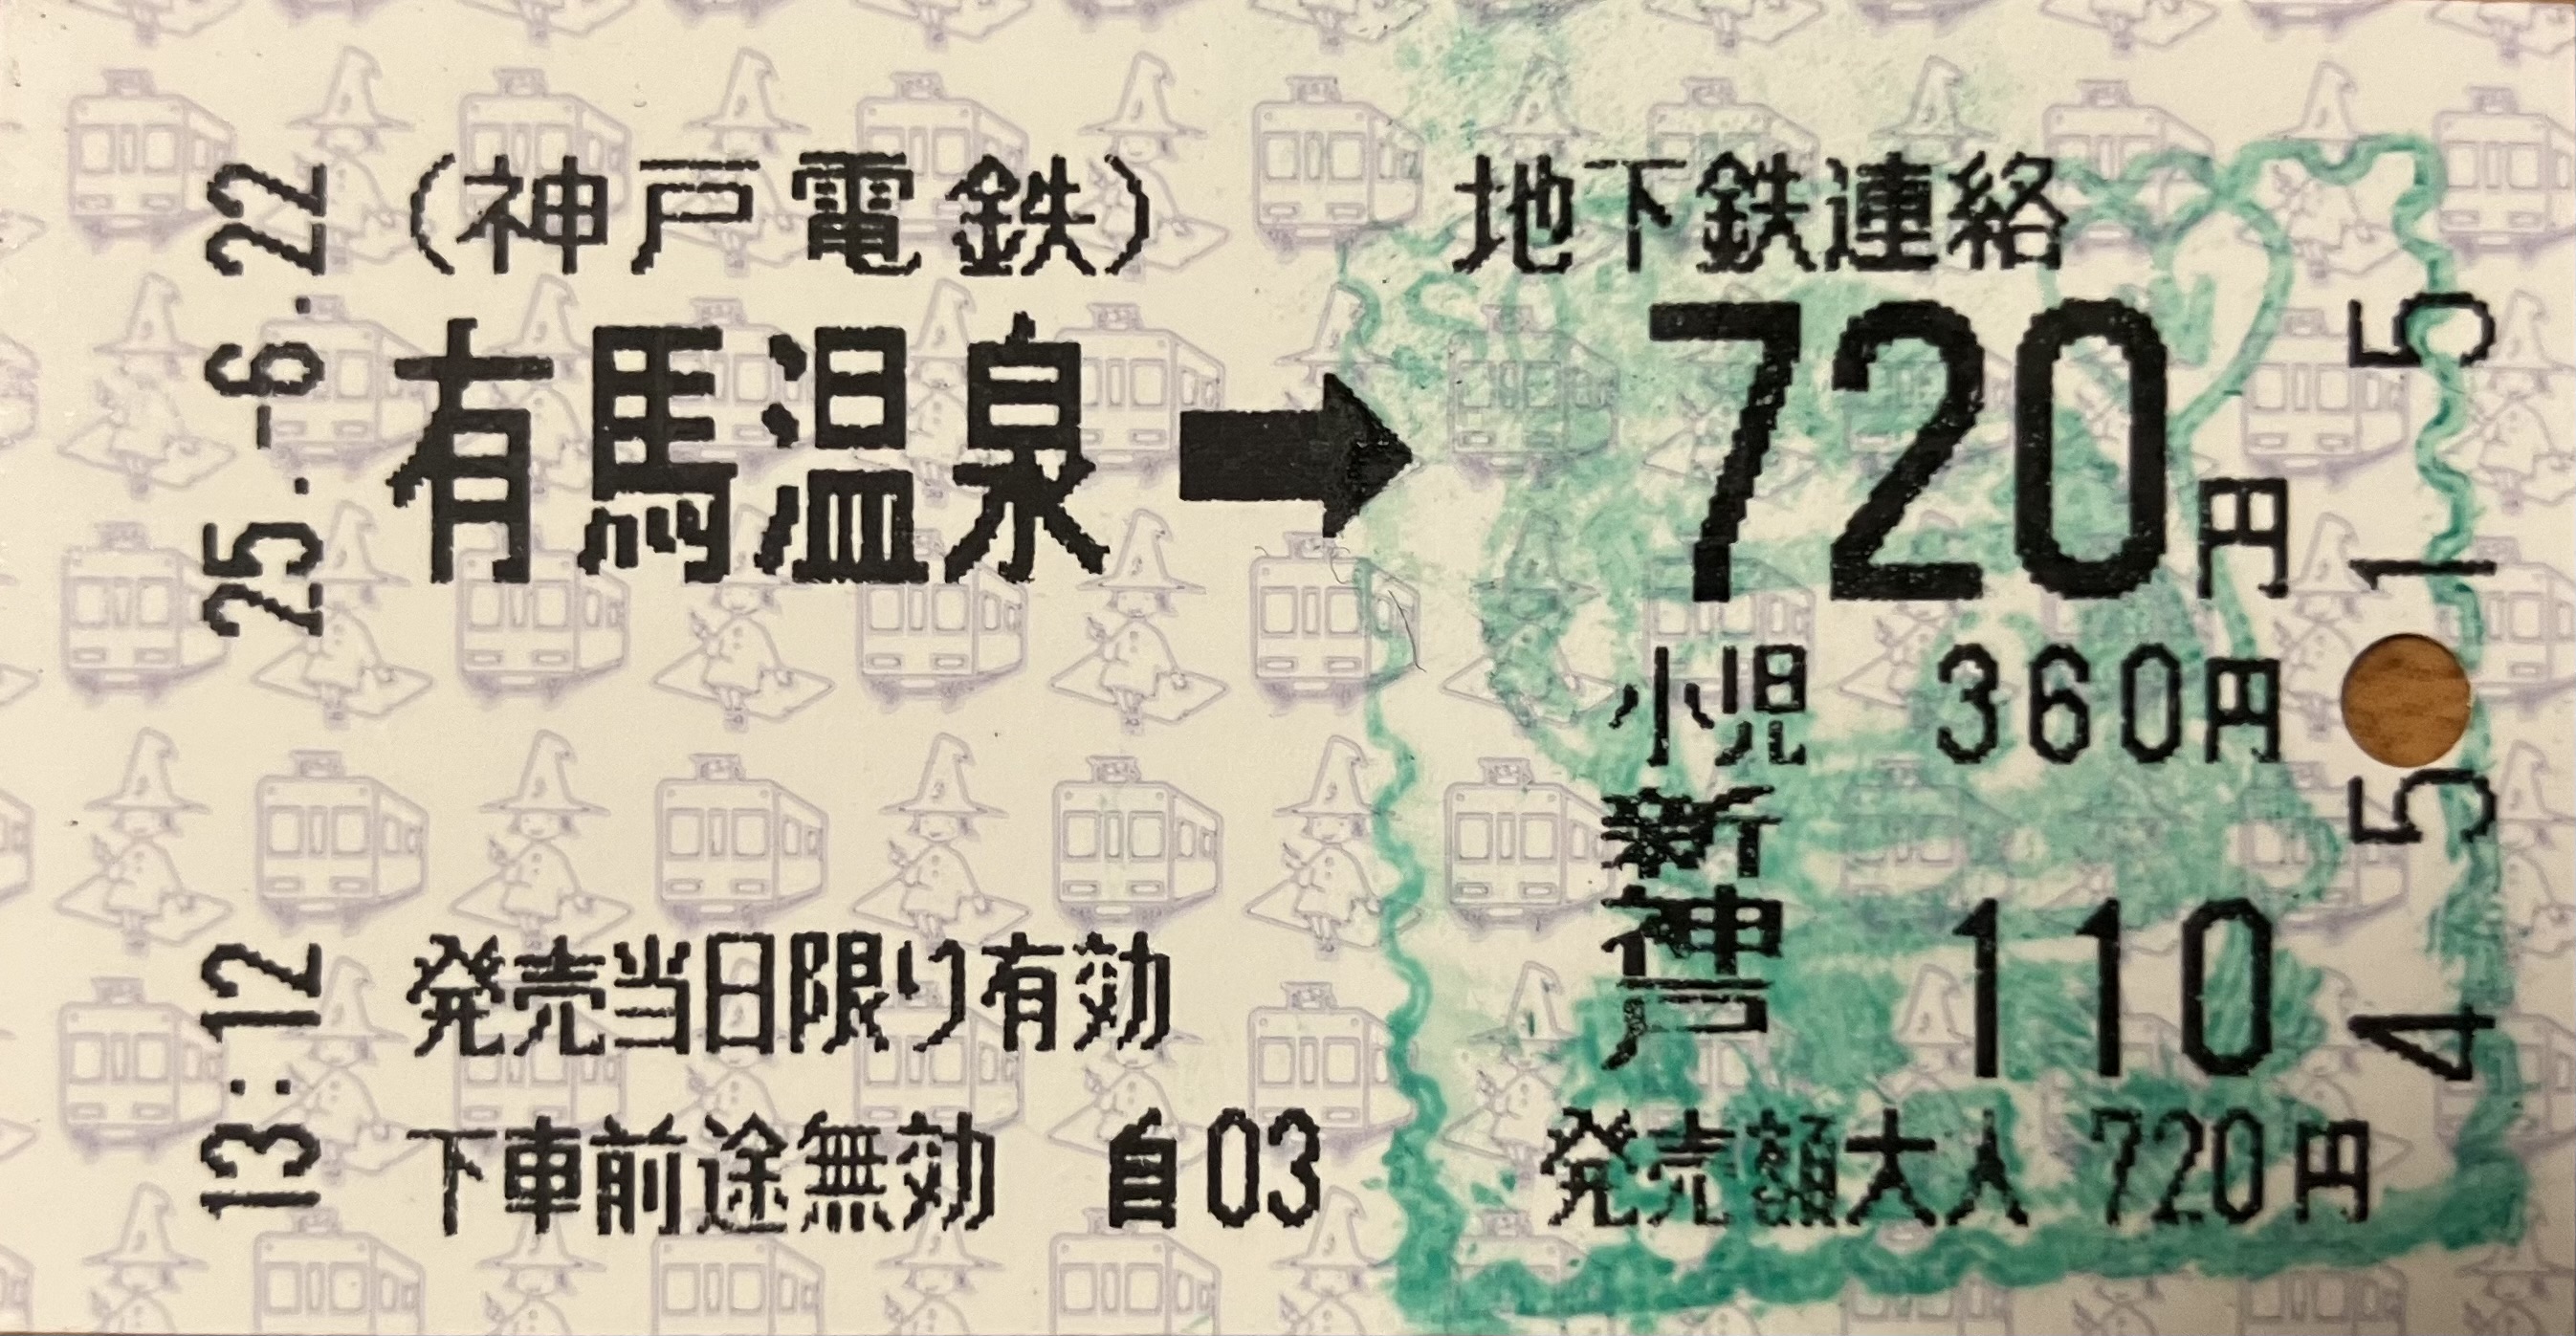 25.-6.22
（神戸電鉄）
有馬温泉→
地下鉄連絡
720円
小児 360円
新神戸 110
発売額大人 720円
13:12
発売当日限り有効
下車前途無効 自03
4515